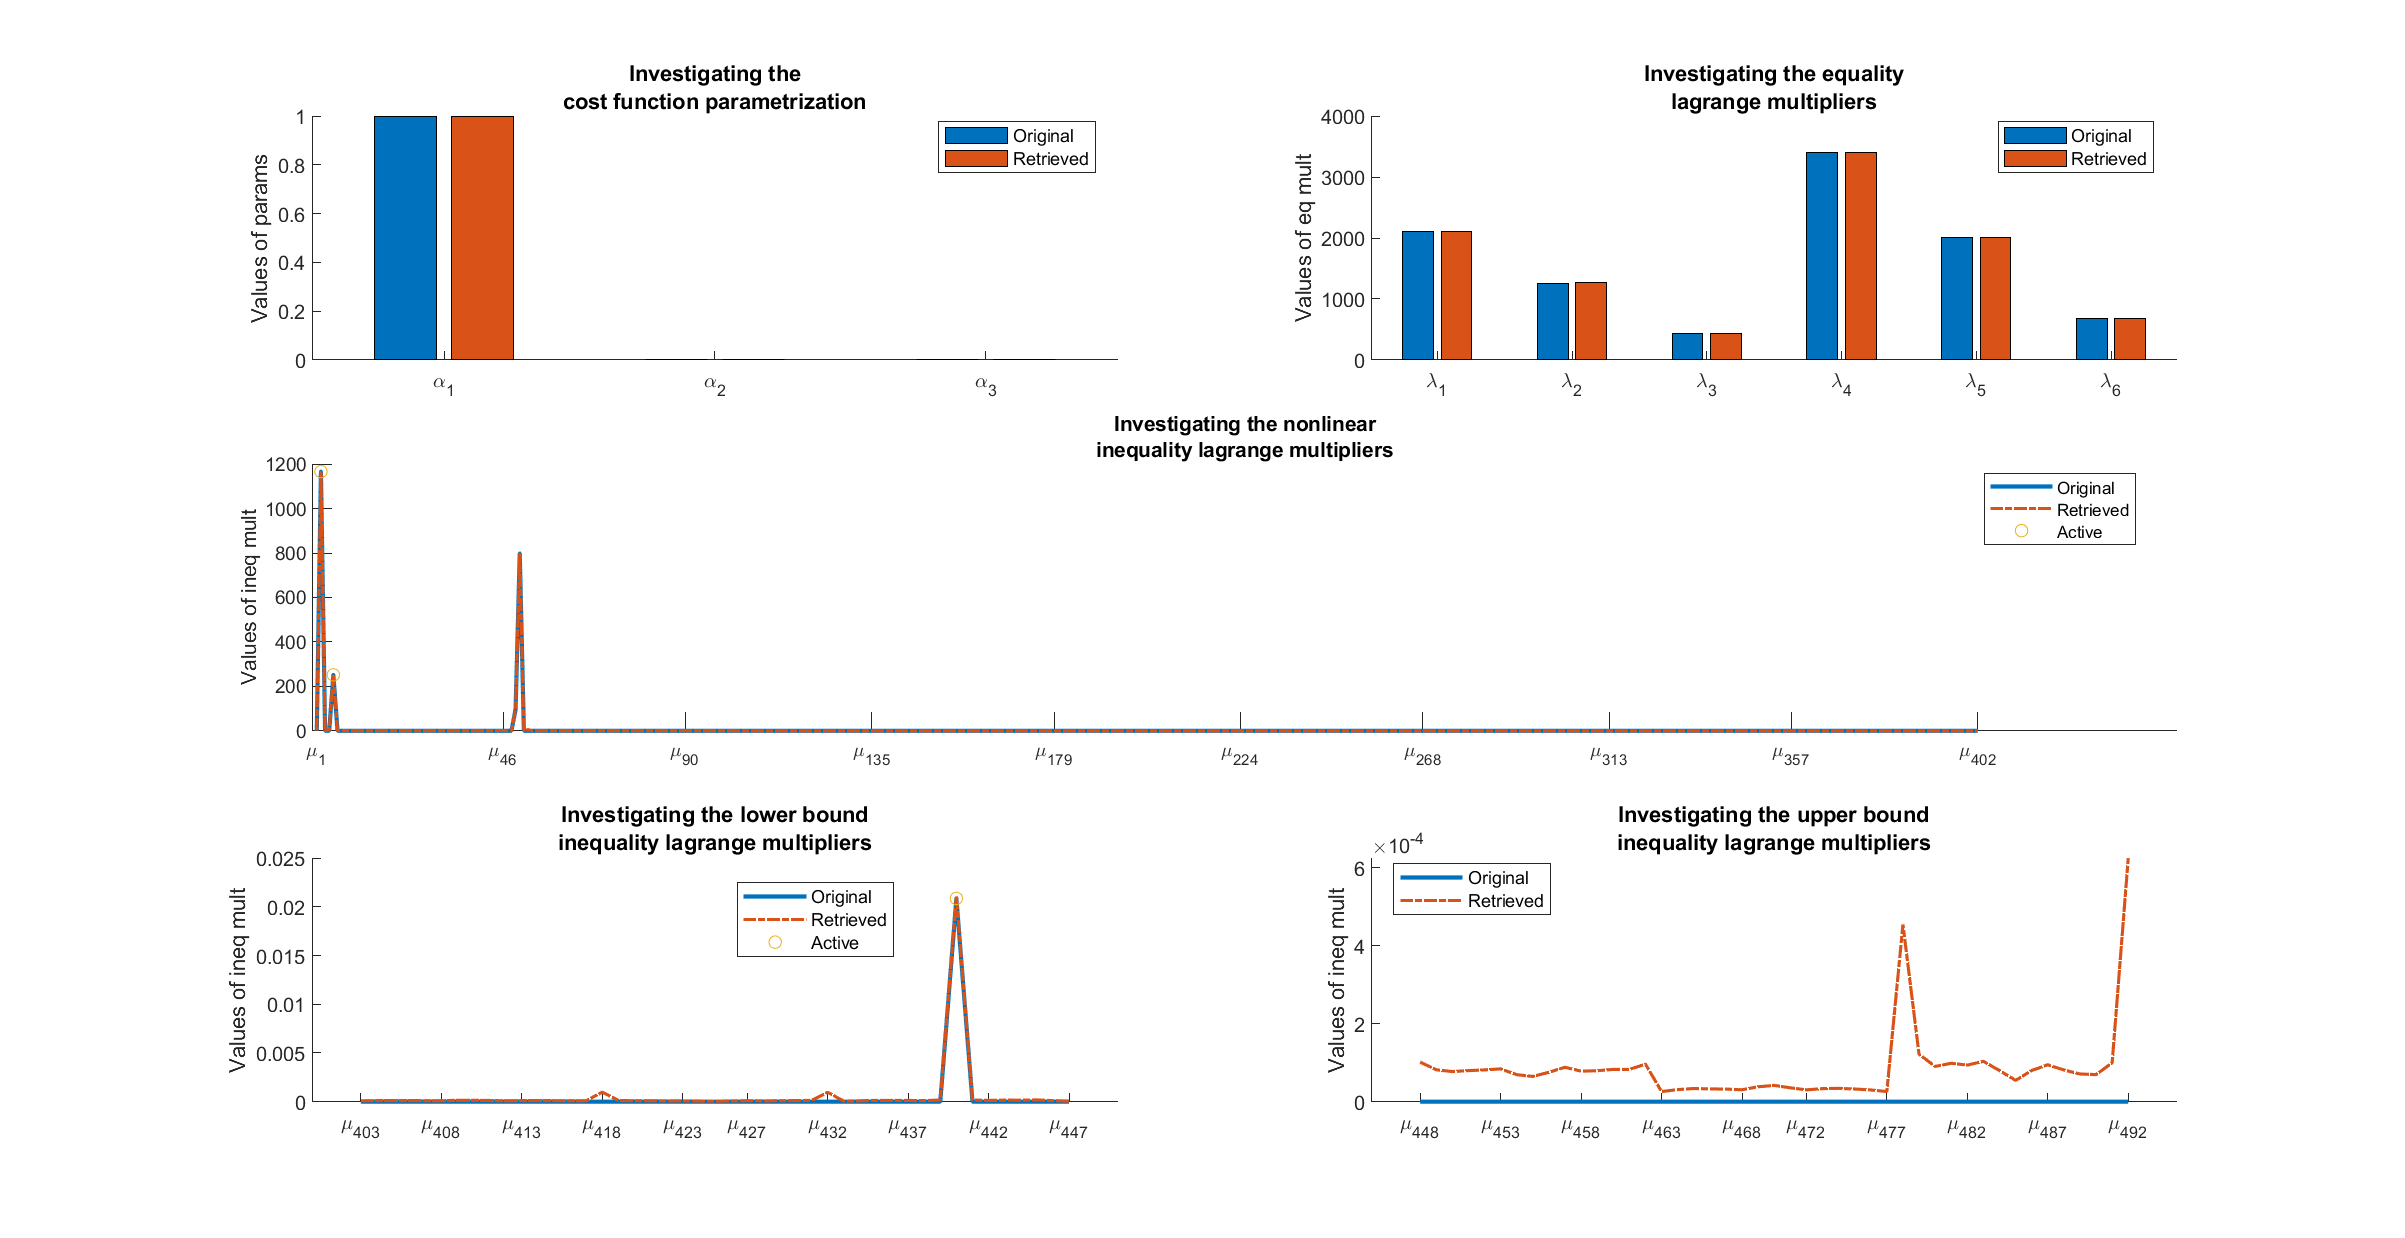 Investigating the
cost function parametrization
Values of params
1
0.8
0.6
0.4
0.2
0
α1
α2
α3
Original
Retrieved
Investigating the equality
lagrange multipliers
Values of eq mult
4000
3000
2000
1000
0
λ1
λ2
λ3
λ4
λ5
λ6
Original
Retrieved
Investigating the nonlinear
inequality lagrange multipliers
Values of ineq mult
1200
1000
800
600
400
200
0
μ1
μ46
μ90
μ135
μ179
μ224
μ268
μ313
μ357
μ402
Original
Retrieved
Active
Investigating the lower bound
inequality lagrange multipliers
Values of ineq mult
0.025
0.02
0.015
0.01
0.005
0
μ403
μ408
μ413
μ418
μ423
μ427
μ432
μ437
μ442
μ447
Original
Retrieved
Active
Investigating the upper bound
inequality lagrange multipliers
×10-4
Values of ineq mult
6
4
2
0
μ448
μ453
μ458
μ463
μ468
μ472
μ477
μ482
μ487
μ492
Original
Retrieved